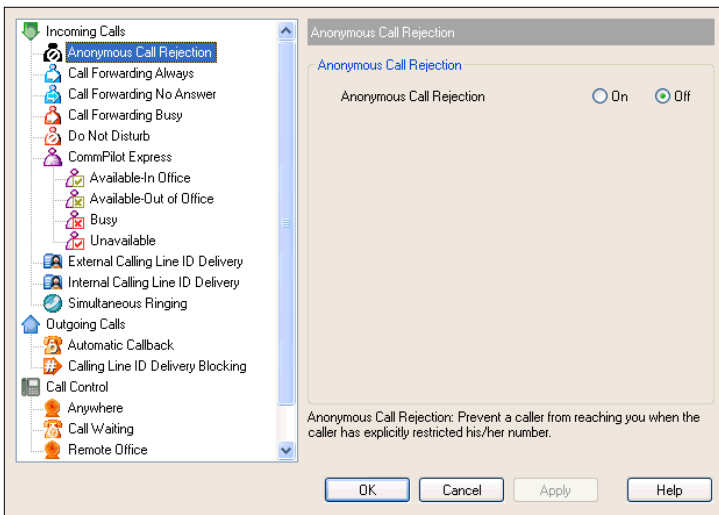 Incoming Calls
Anonymous Call Rejection
Call Forwarding Always
Call Forwarding No Answer
Call Forwarding Busy
Do Not Disturb
CommPilot Express
Available-In Office
Available-Out of Office
Busy
Unavailable
External Calling Line ID Delivery
Internal Calling Line ID Delivery
Simultaneous Ringing
Outgoing Calls
Automatic Callback
Calling Line ID Delivery Blocking
Call Control
Anywhere
Call Waiting
Remote Office
Anonymous Call Rejection
Anonymous Call Rejection
Anonymous Call Rejection On Off
Anonymous Call Rejection: Prevent a caller from reaching you when the
caller has explicitly restricted his/her number.
OK Cancel Apply Help